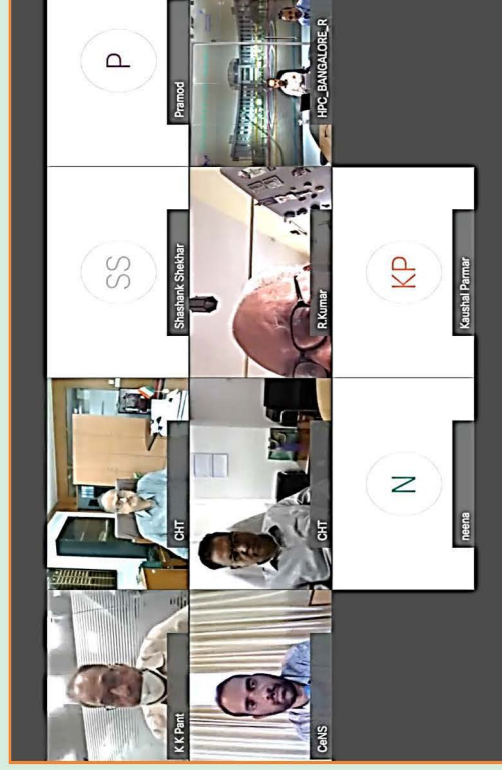 K K Pant
CHT
SS
Shashank Shekhar
P
Pramod
CeNS
CHT
R.Kumar
HPC_BANGALORE_R
N
neena
KP
Kaushal Parmar